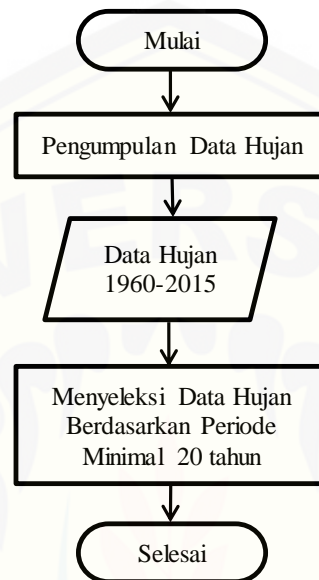 Mulai
Pengumpulan Data Hujan
Data Hujan
1960-2015
Menyeleksi Data Hujan
Berdasarkan Periode
Minimal 20 tahun
Selesai